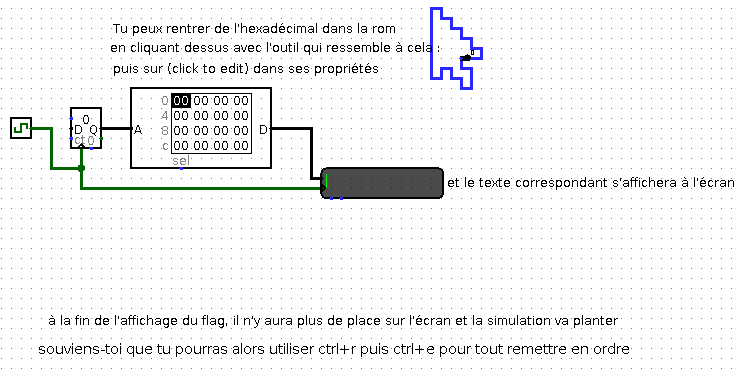 Tu peux rentrer de l'hexadécimal dans la rom
en cliquant dessus avec l'outil qui ressemble à cela :
puis sur (click to edit) dans ses propriétés
0 00 00 00 00
4 00 00 00 00
8 00 00 00 00
c 00 00 00 00
A D
sel
0
D Q
ct 0
et le texte correspondant s'affichera à l'écran
à la fin de l'affichage du flag, il n'y aura plus de place sur l'écran et la simulation va planter
souviens-toi que tu pourras alors utiliser ctrl+r puis ctrl+e pour tout remettre en ordre